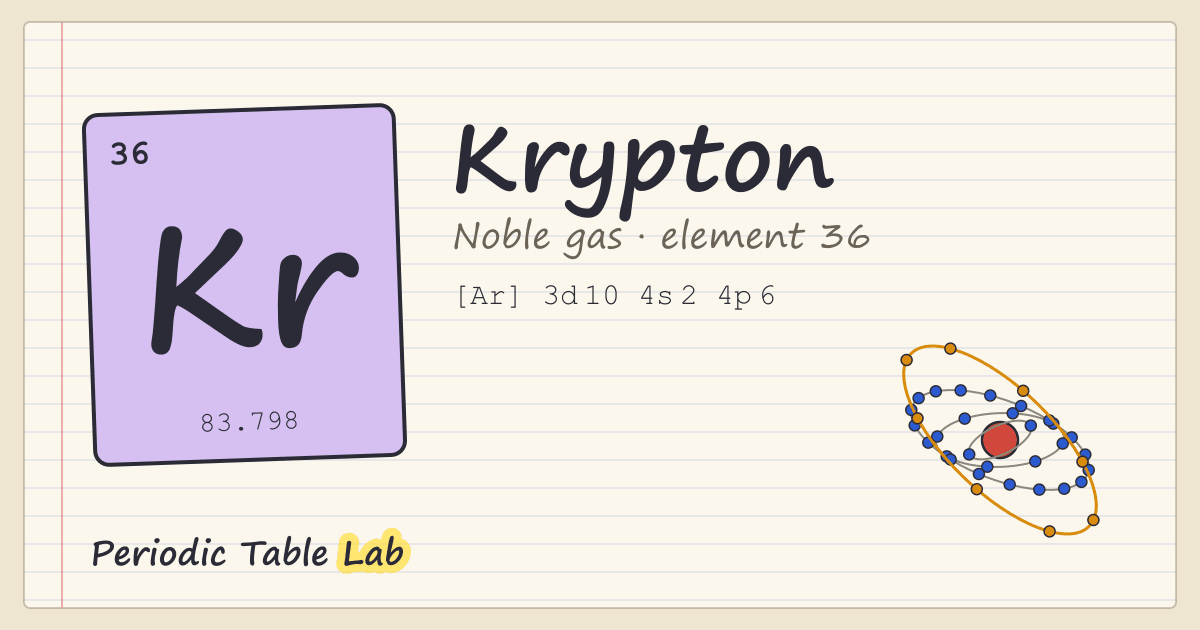 36
Kr
83.798
Krypton
Noble gas · element 36
[Ar] 3d10 4s2 4p6
Periodic Table Lab